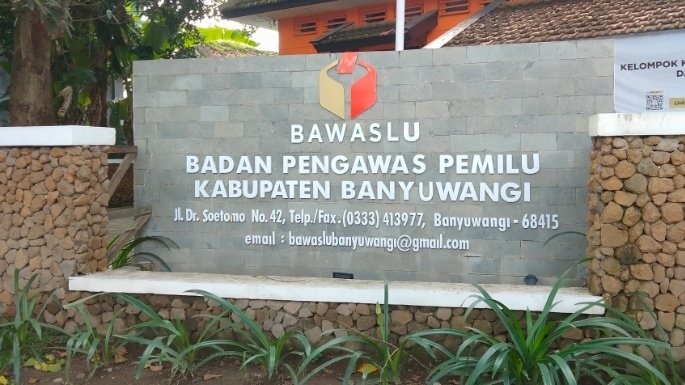 BAWASLU
BADAN PENGAWAS PEMILU
KABUPATEN BANYUWANGI
JL. Dr. Soetomo No. 42, Telp./Fax. (0333) 413977, Banyuwangi - 68415
email : bawaslubanyuwangi@gmail.com
KELOMPOK K
DA